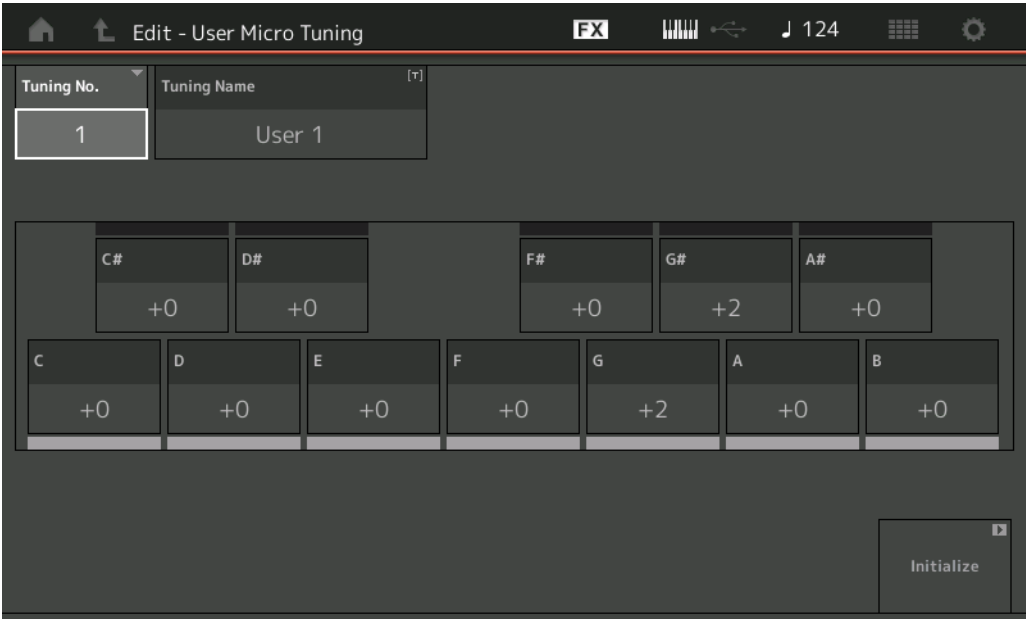 Edit - User Micro Tuning FX ♩ 124
Tuning No. Tuning Name [T]
1 User 1
C# D# F# G# A#
+0 +0 +0 +2 +0
C D E F G A B
+0 +0 +0 +0 +2 +0 +0
Initialize